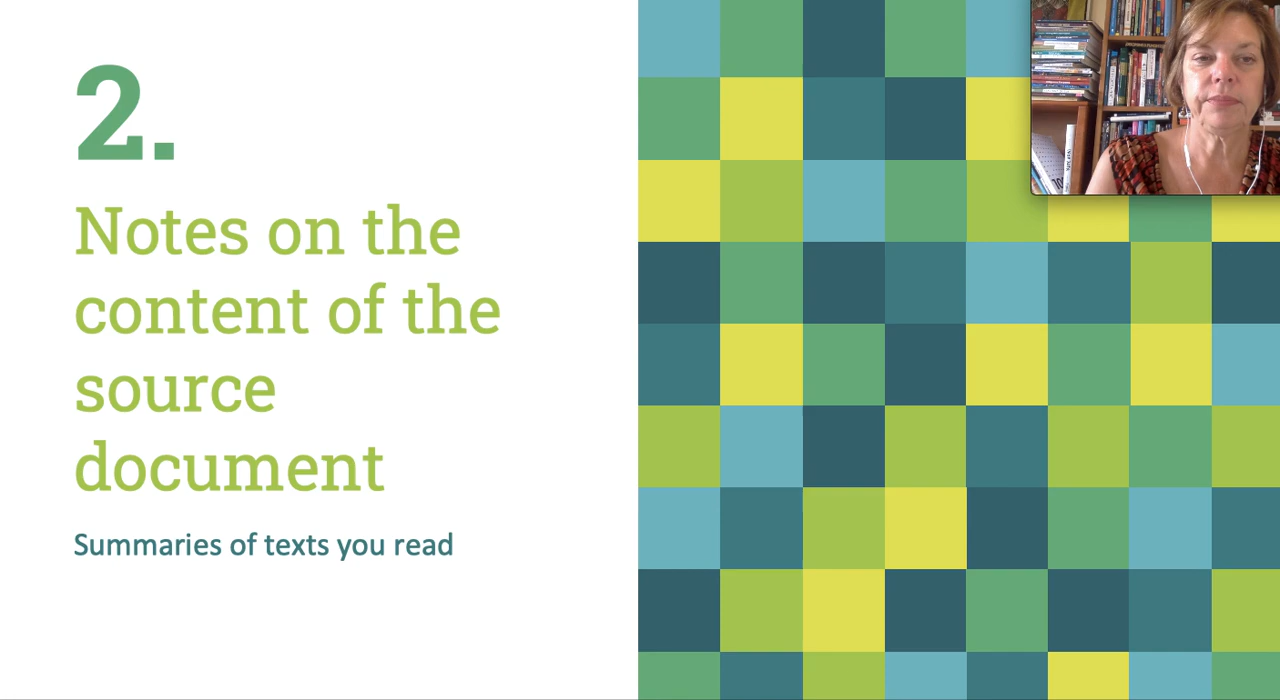 2.
Notes on the
content of the
source
document
Summaries of texts you read